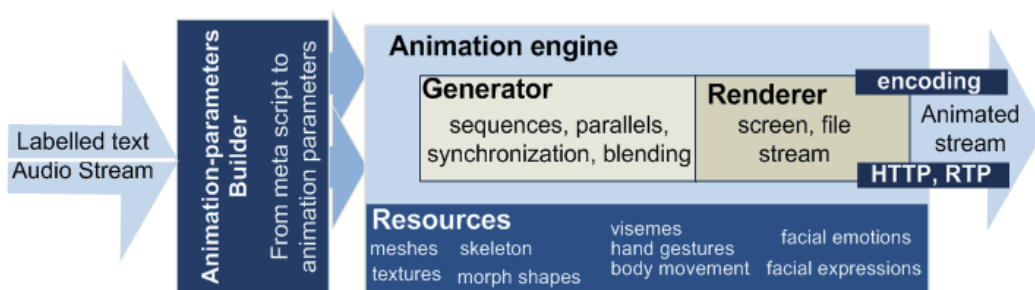 Labelled text
Audio Stream
Animation-parameters
Builder
From meta script to
animation parameters
Animation engine
Generator
sequences, parallels,
synchronization, blending
Renderer
screen, file
stream
encoding
Animated
stream
HTTP, RTP
Resources
meshes
textures
skeleton
morph shapes
visemes
hand gestures
body movement
facial emotions
facial expressions